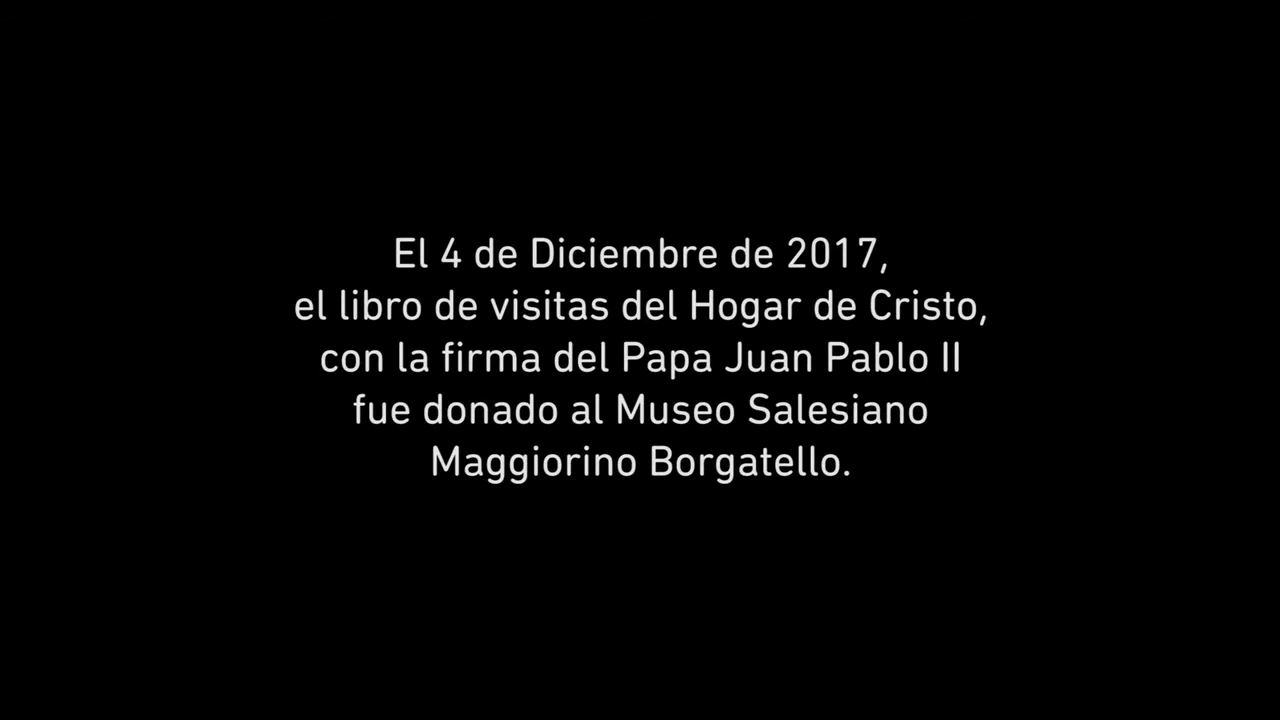 El 4 de Diciembre de 2017,
el libro de visitas del Hogar de Cristo,
con la firma del Papa Juan Pablo II
fue donado al Museo Salesiano
Maggiorino Borgatello.